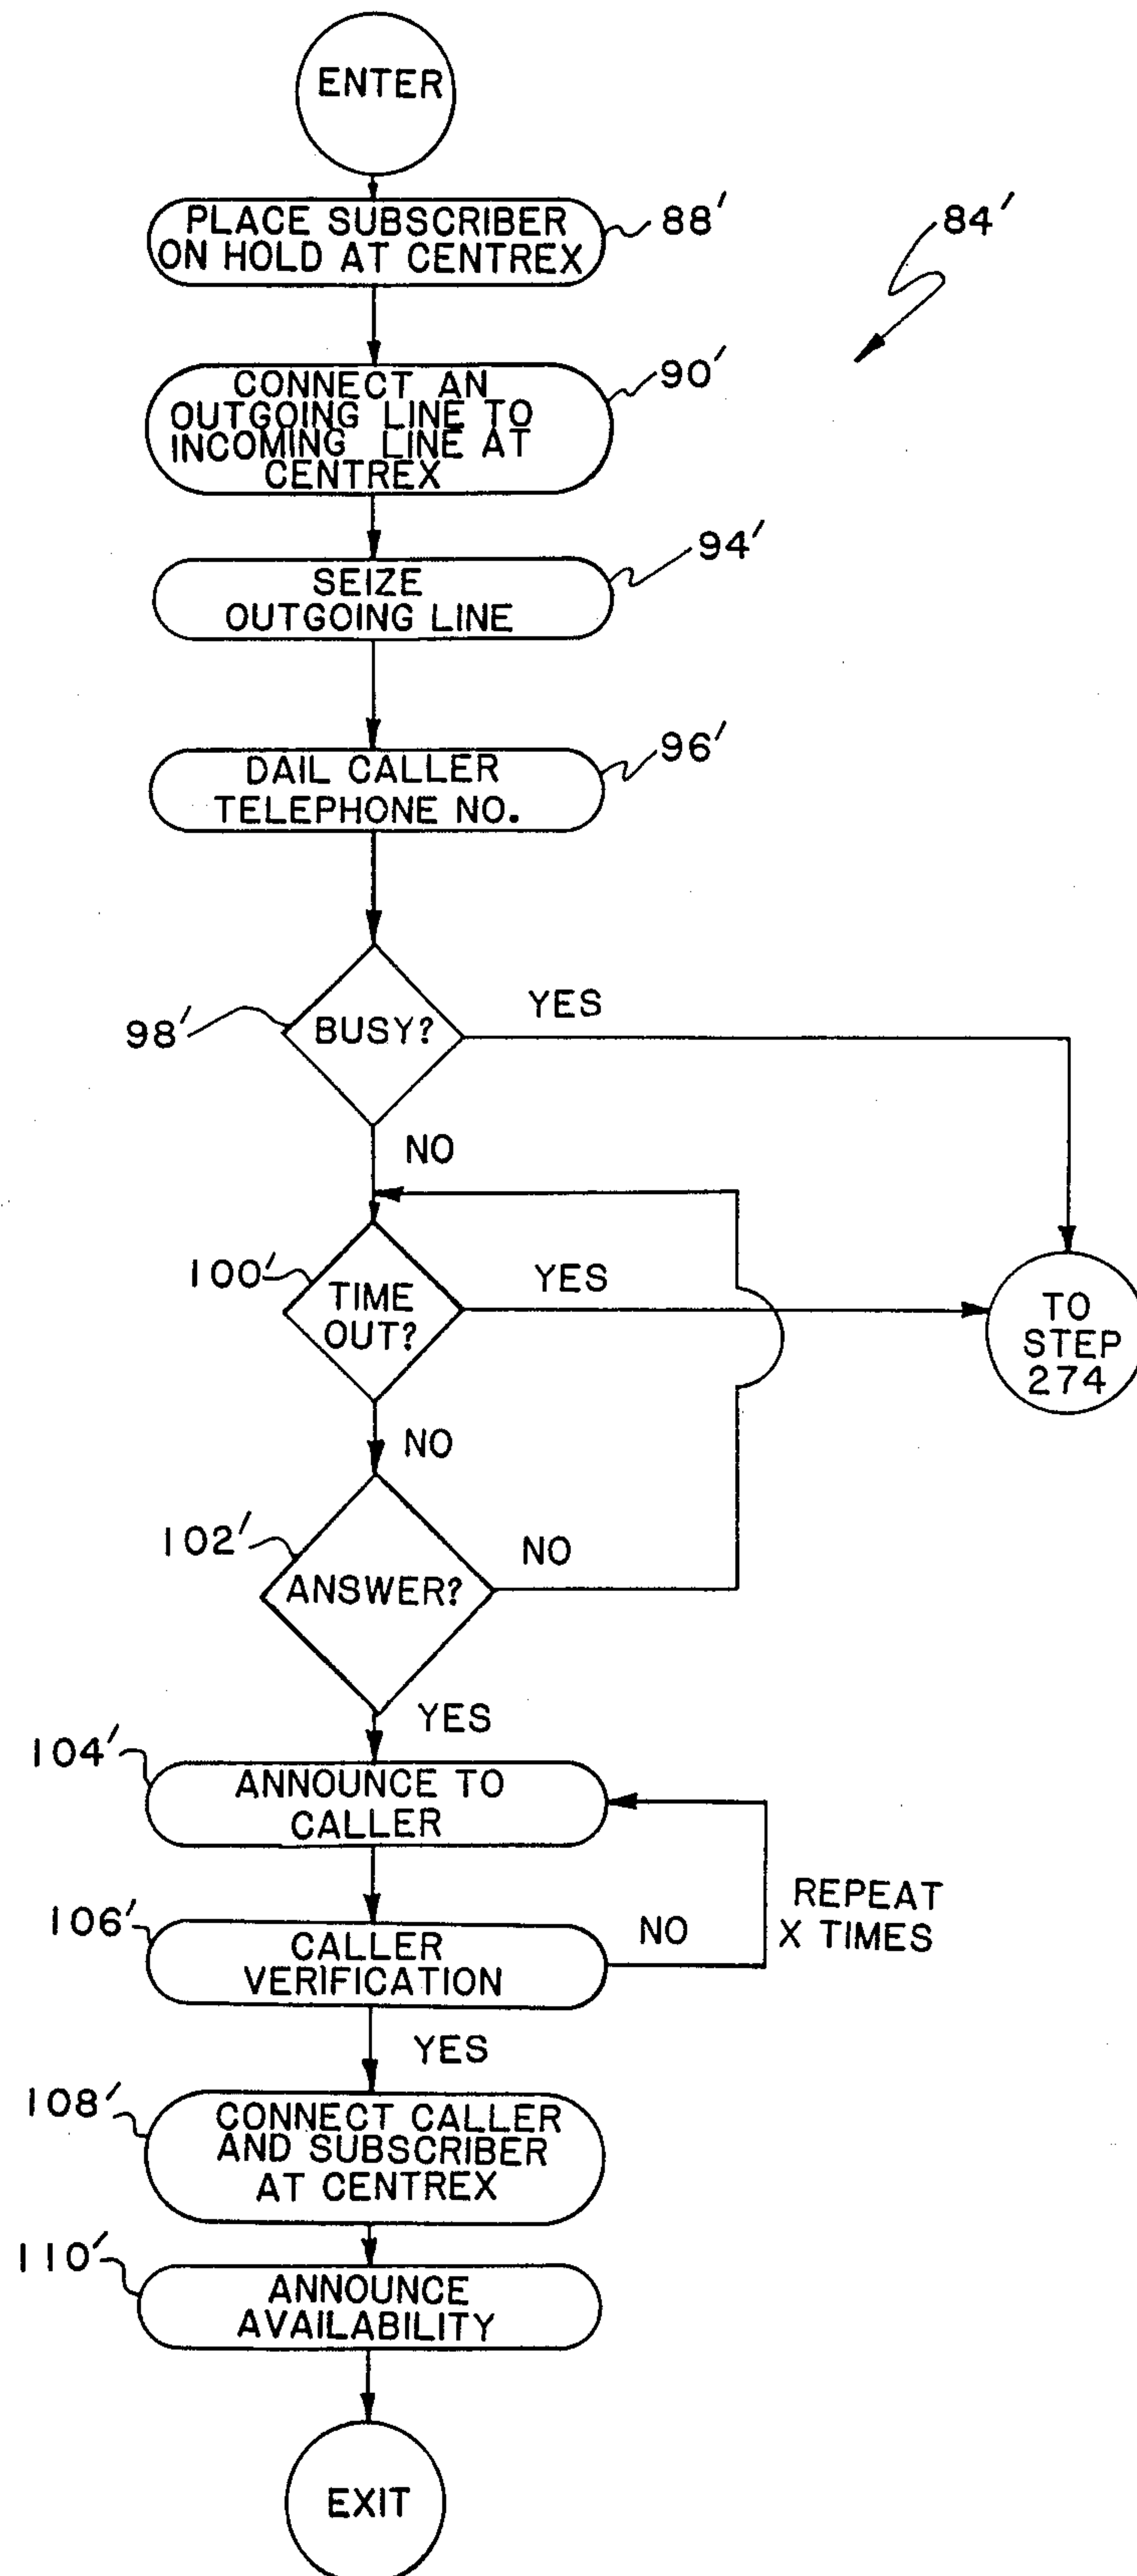 ENTER
PLACE SUBSCRIBER
ON HOLD AT CENTREX
88'
84'
CONNECT AN
OUTGOING LINE TO
INCOMING LINE AT
CENTREX
90'
SEIZE
OUTGOING LINE
94'
DAIL CALLER
TELEPHONE NO.
96'
98'
BUSY?
YES
NO
100'
TIME
OUT?
YES
TO
STEP
274
NO
102'
ANSWER?
NO
YES
104'
ANNOUNCE TO
CALLER
REPEAT
X TIMES
106'
CALLER
VERIFICATION
NO
YES
108'
CONNECT CALLER
AND SUBSCRIBER
AT CENTREX
110'
ANNOUNCE
AVAILABILITY
EXIT